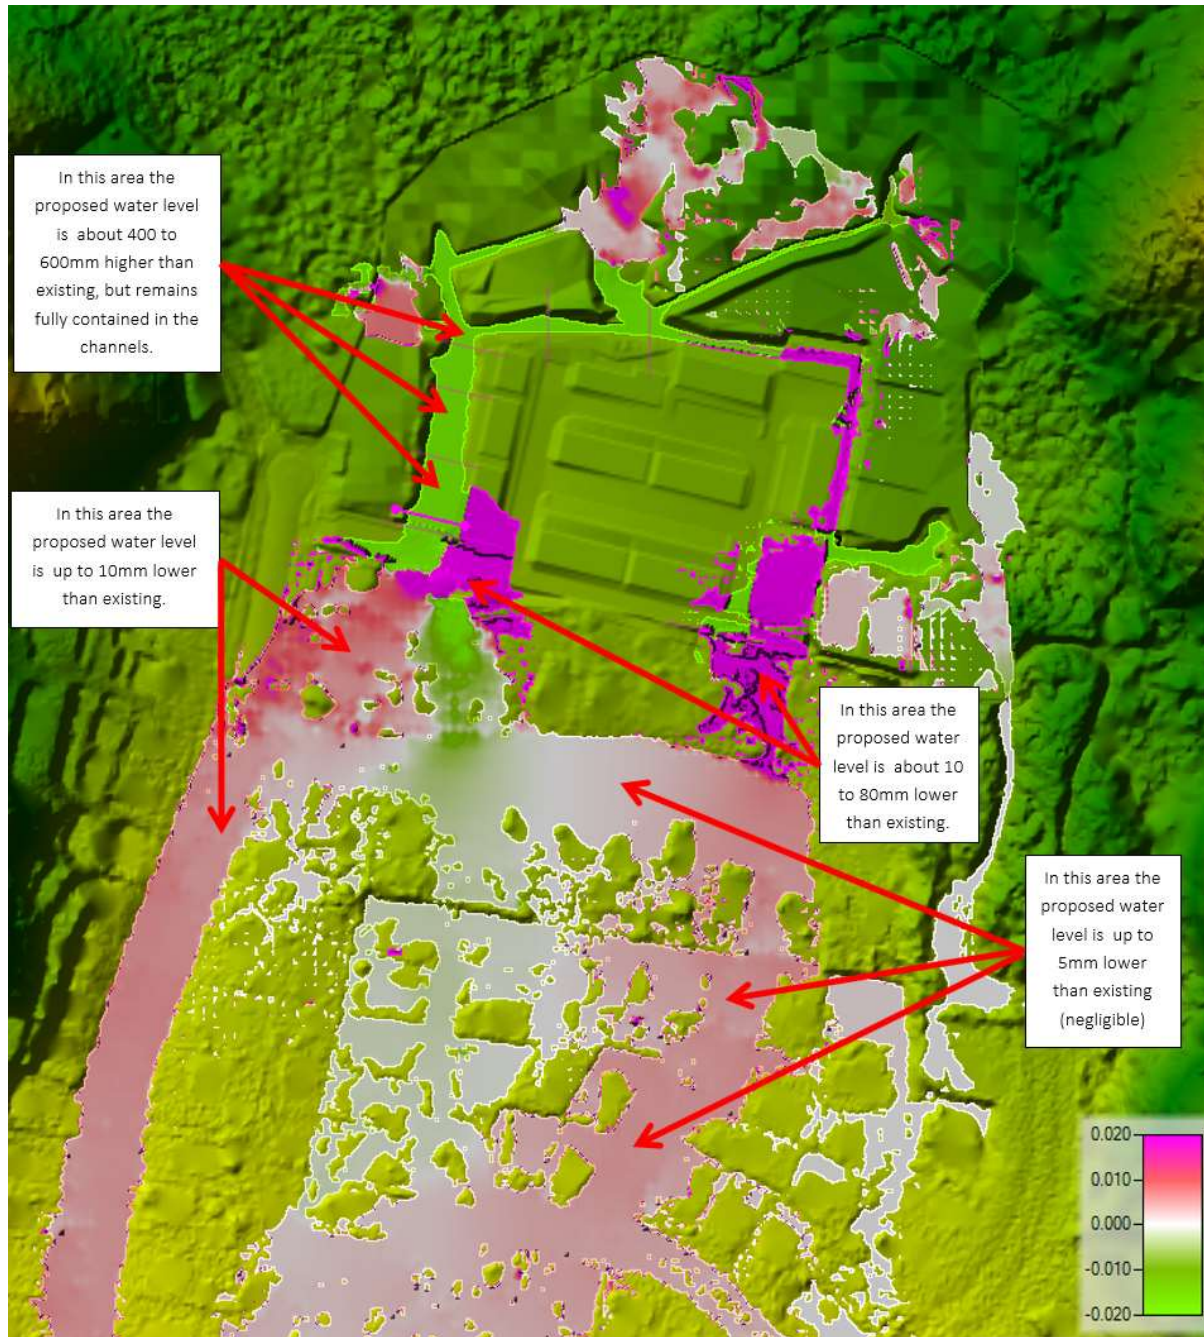 In this area the
proposed water level
is about 400 to
600mm higher than
existing, but remains
fully contained in the
channels.
In this area the
proposed water level
is up to 10mm lower
than existing.
In this area the
proposed water
level is about 10
to 80mm lower
than existing.
In this area the
proposed water
level is up to
5mm lower
than existing
(negligible)
0.020
0.010
0.000
-0.010
-0.020